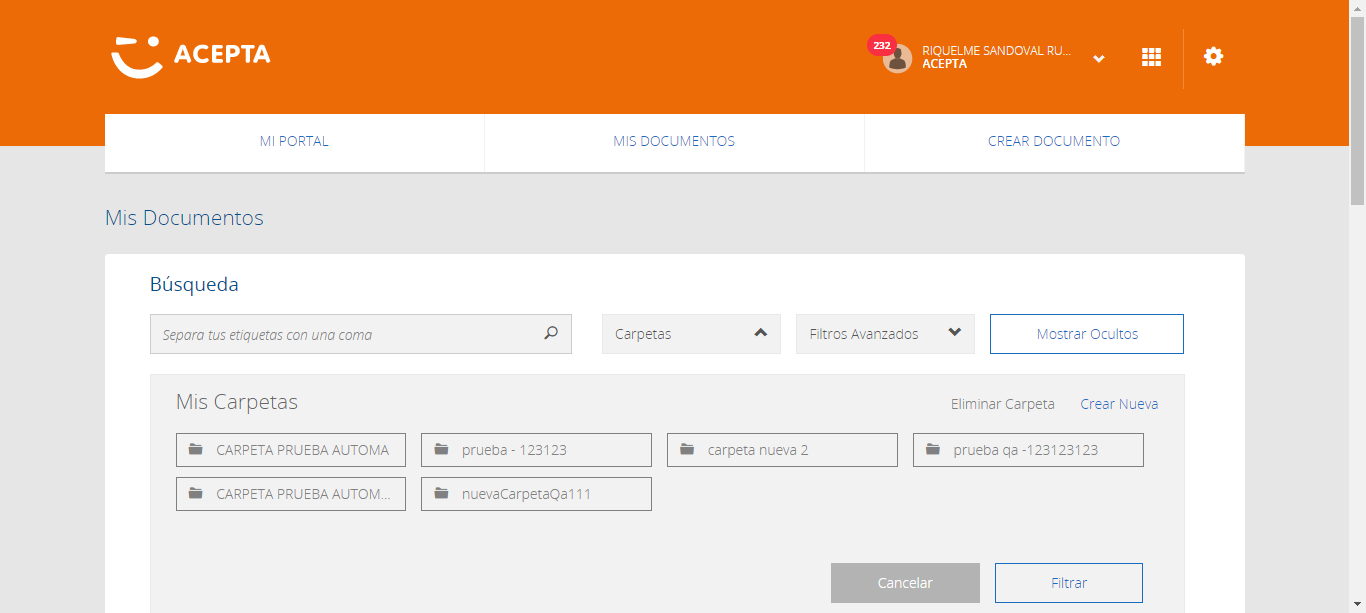 ACEPTA
232
RIQUELME SANDOVAL RU...
ACEPTA
MI PORTAL
MIS DOCUMENTOS
CREAR DOCUMENTO
Mis Documentos
Búsqueda
Separa tus etiquetas con una coma
Carpetas
Filtros Avanzados
Mostrar Ocultos
Mis Carpetas
Eliminar Carpeta
Crear Nueva
CARPETA PRUEBA AUTOMA
prueba - 123123
carpeta nueva 2
prueba qa -123123123
CARPETA PRUEBA AUTOM...
nuevaCarpetaQa111
Cancelar
Filtrar